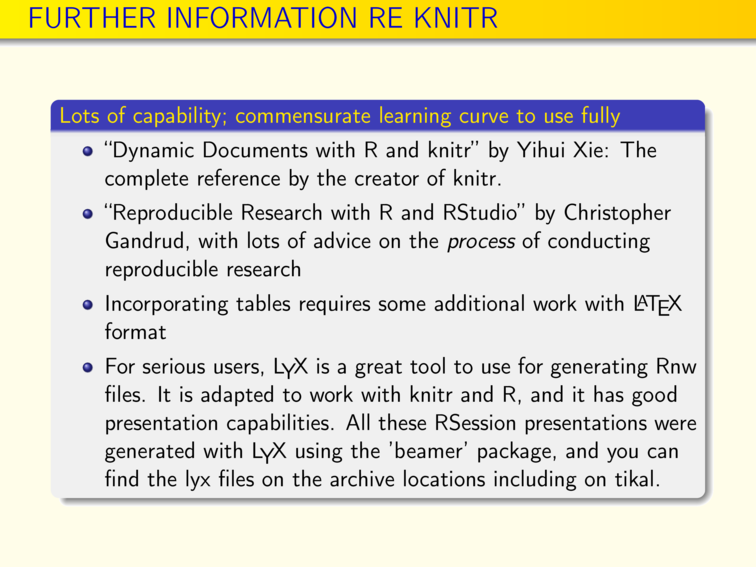 FURTHER INFORMATION RE KNITR
Lots of capability; commensurate learning curve to use fully
“Dynamic Documents with R and knitr” by Yihui Xie: The
complete reference by the creator of knitr.
“Reproducible Research with R and RStudio” by Christopher
Gandrud, with lots of advice on the process of conducting
reproducible research
Incorporating tables requires some additional work with LATEX
format
For serious users, LYX is a great tool to use for generating Rnw
files. It is adapted to work with knitr and R, and it has good
presentation capabilities. All these RSession presentations were
generated with LYX using the ’beamer’ package, and you can
find the lyx files on the archive locations including on tikal.